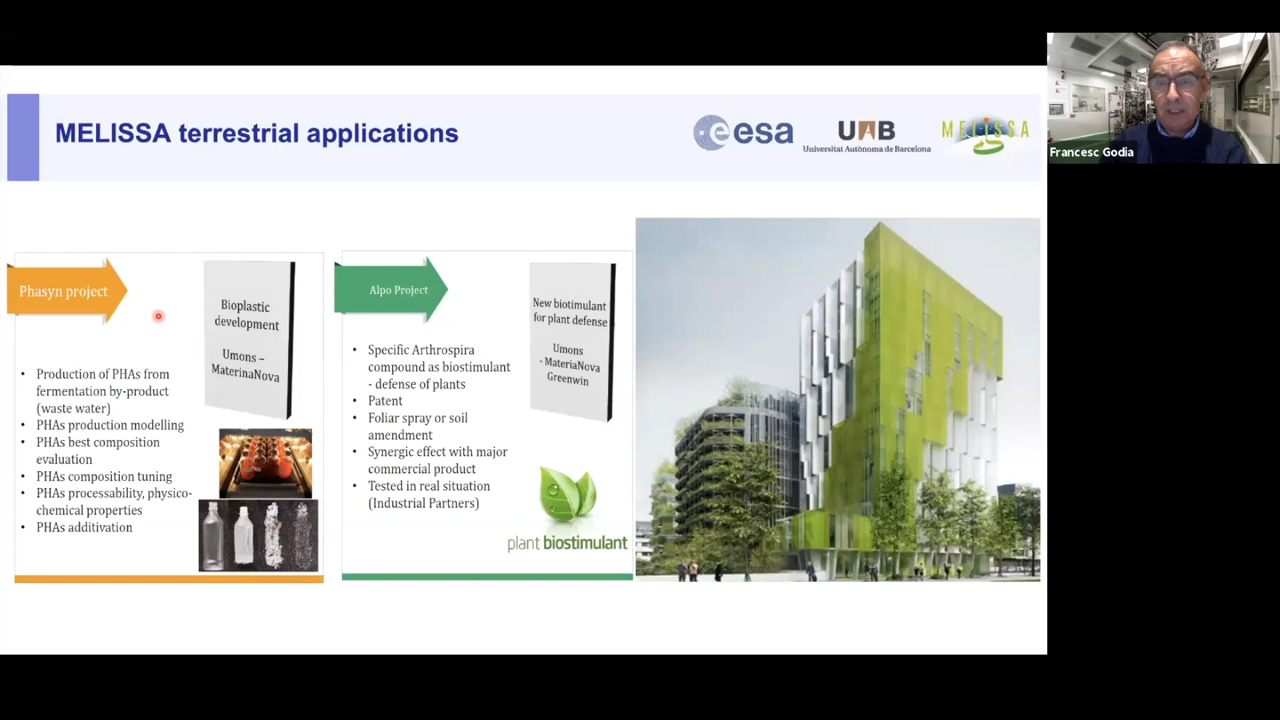 MELISSA terrestrial applications
esa
UAB
Universitat Autònoma de Barcelona
MELISSA
Francesc Godia
Phasyn project
Bioplastic
development
Umons –
MaterinaNova
• Production of PHAs from
fermentation by-product
(waste water)
• PHAs production modelling
• PHAs best composition
evaluation
• PHAs composition tuning
• PHAs processability, physico-
chemical properties
• PHAs additivation
Alpo Project
New biotimulant
for plant defense
Umons
- MateriaNova
Greenwin
• Specific Arthrospira
compound as biostimulant
- defense of plants
• Patent
• Foliar spray or soil
amendment
• Synergic effect with major
commercial product
• Tested in real situation
(Industrial Partners)
plant biostimulant